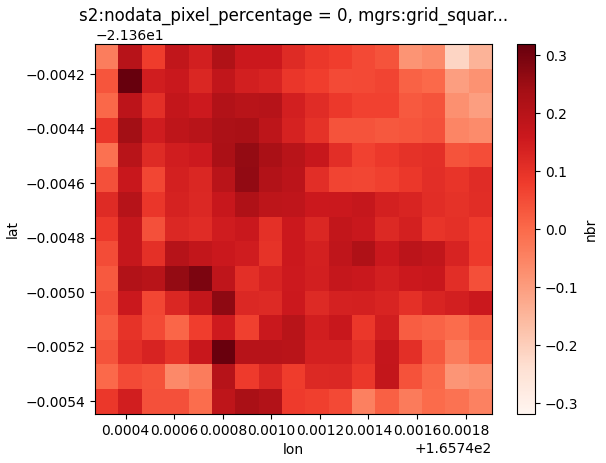 s2:nodata_pixel_percentage = 0, mgrs:grid_squar...
−2.136e1
−0.0042
−0.0044
−0.0046
−0.0048
−0.0050
−0.0052
−0.0054
lat
0.0004 0.0006 0.0008 0.0010 0.0012 0.0014 0.0016 0.0018
lon
+1.6574e2
0.3
0.2
0.1
0.0
−0.1
−0.2
−0.3
nbr